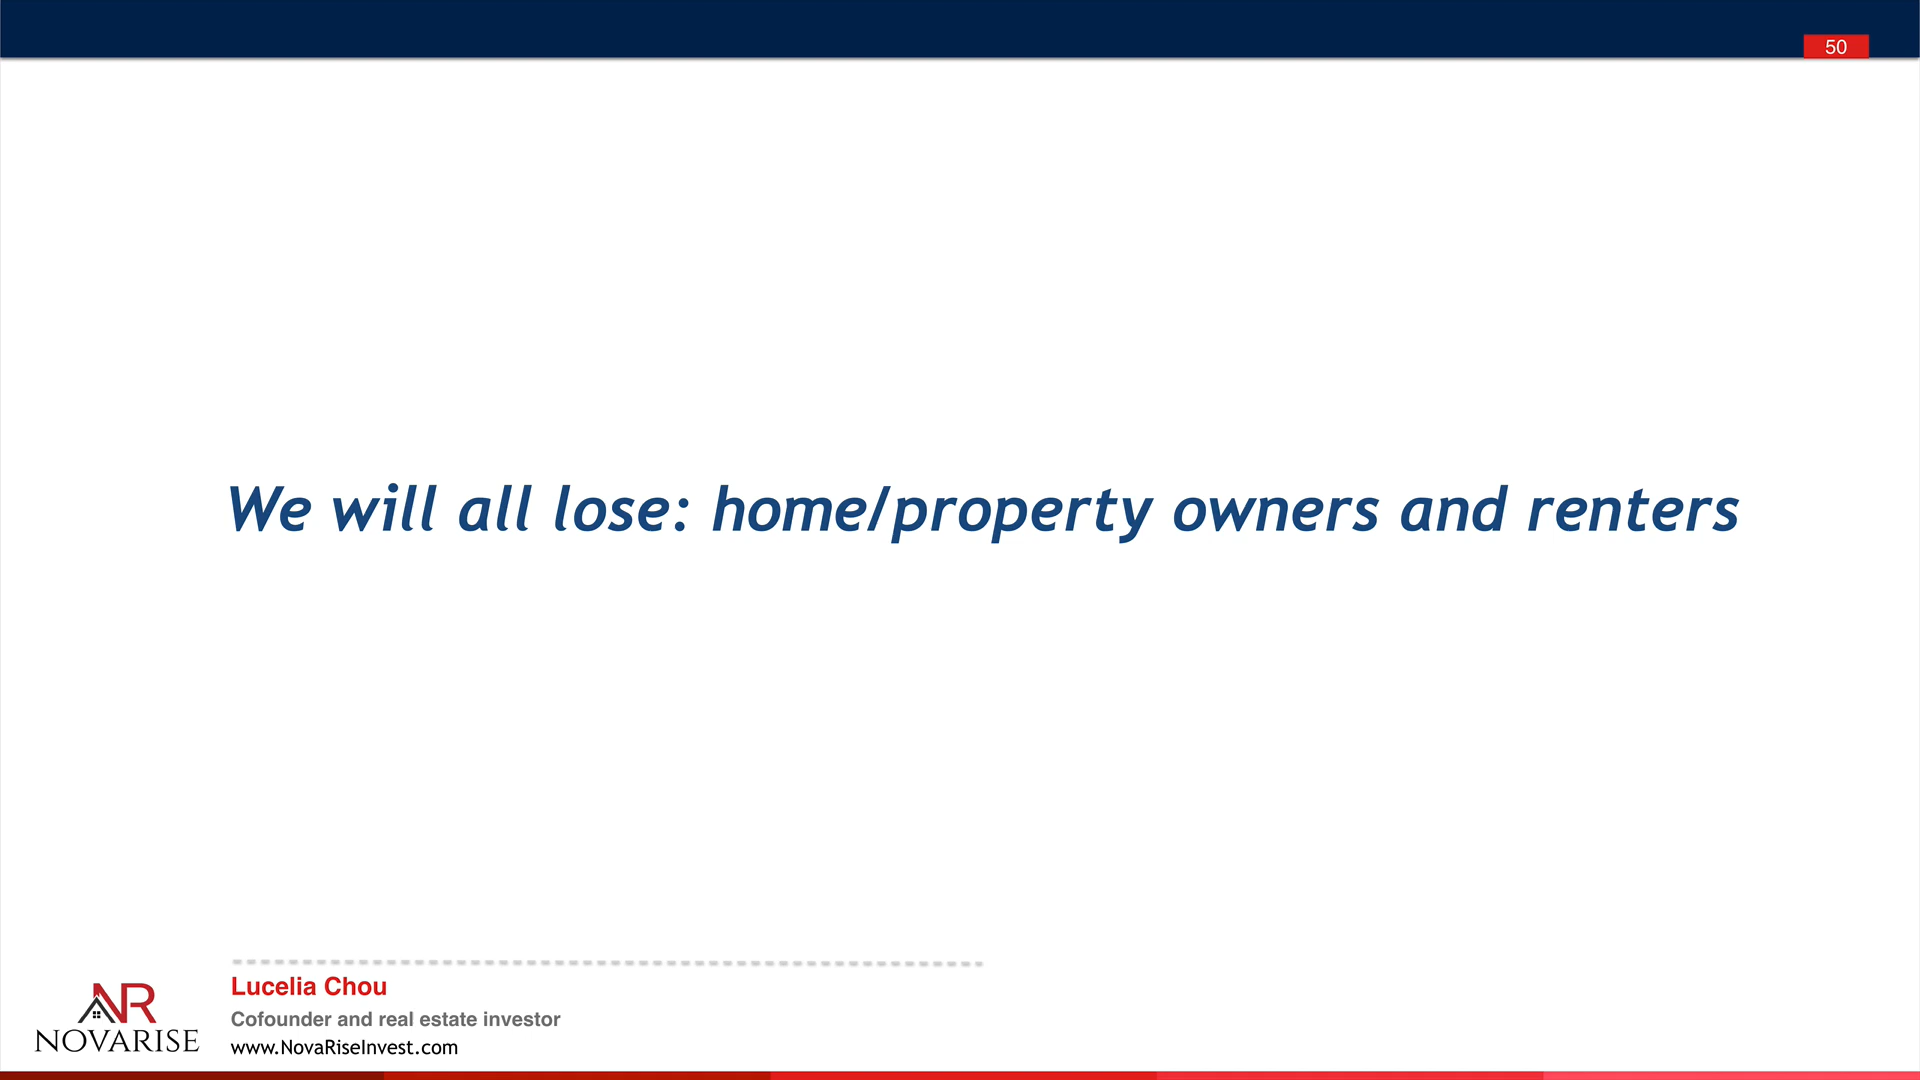 50
We will all lose: home/property owners and renters
Lucelia Chou
Cofounder and real estate investor
www.NovaRiseInvest.com
NR
NOVARISE